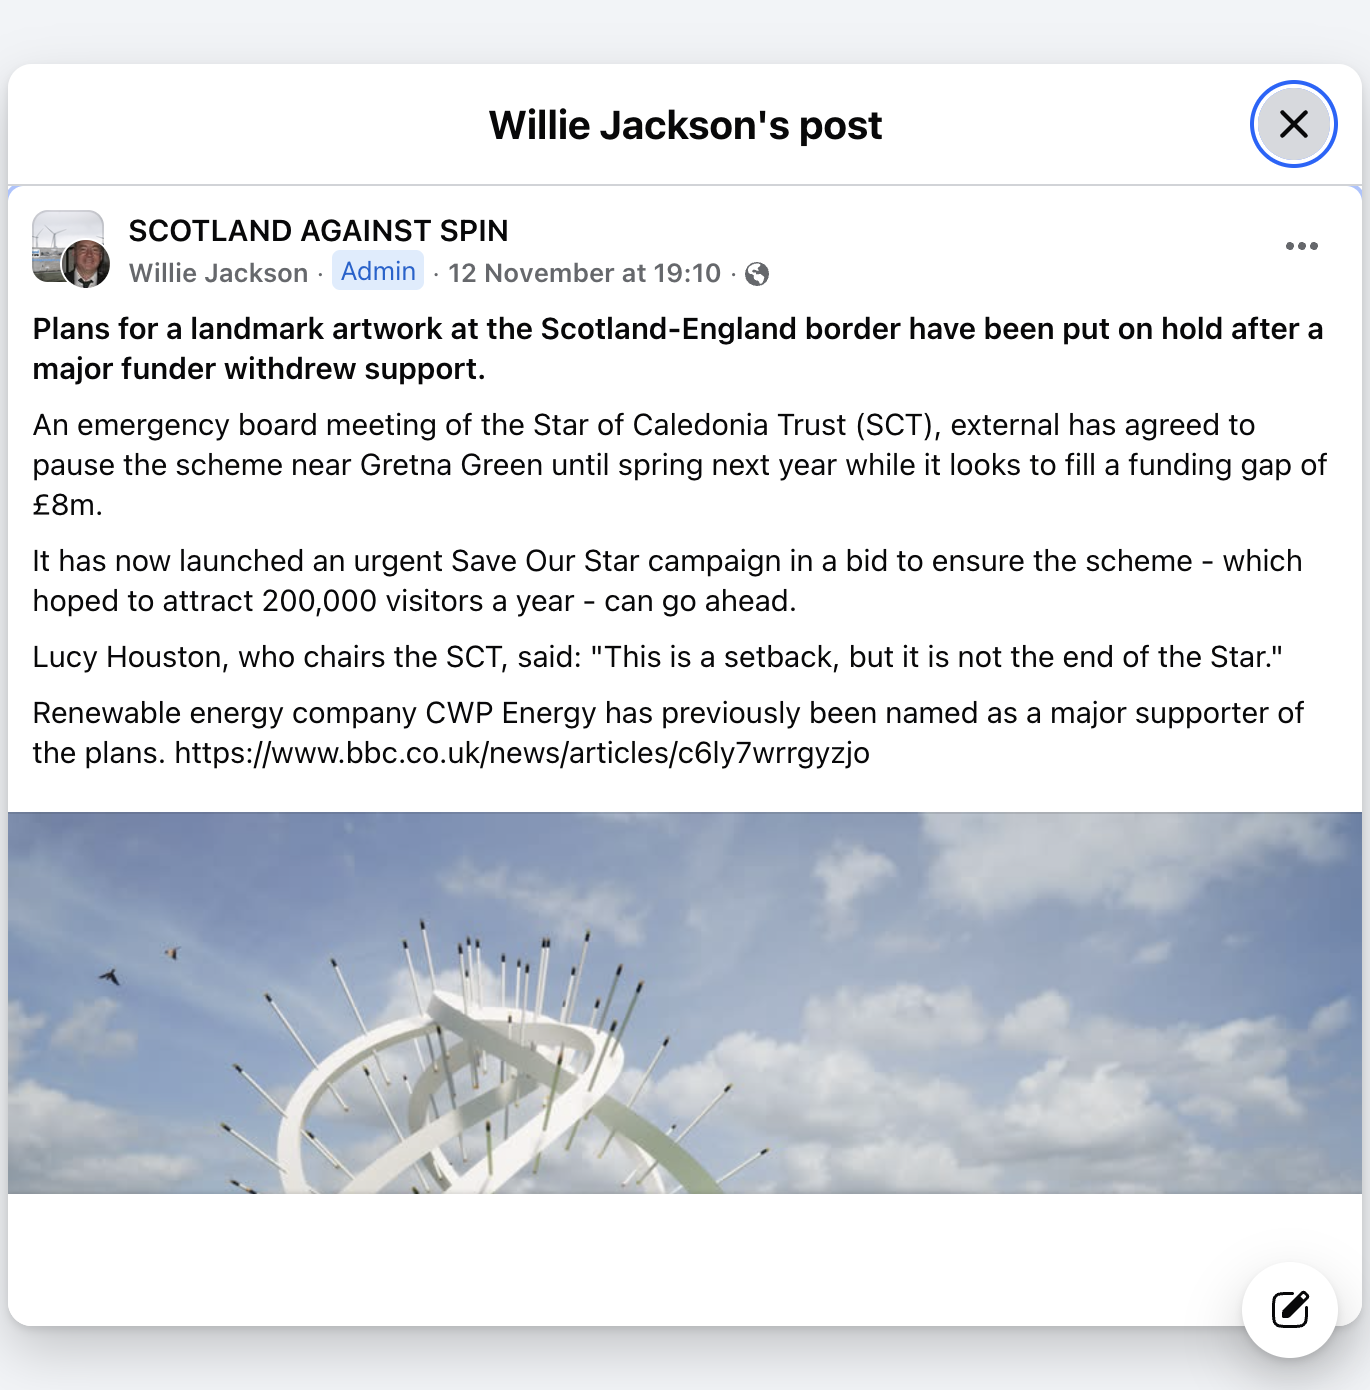 Willie Jackson's post
SCOTLAND AGAINST SPIN
Willie Jackson · Admin · 12 November at 19:10 ·
Plans for a landmark artwork at the Scotland-England border have been put on hold after a
major funder withdrew support.
An emergency board meeting of the Star of Caledonia Trust (SCT), external has agreed to
pause the scheme near Gretna Green until spring next year while it looks to fill a funding gap of
£8m.
It has now launched an urgent Save Our Star campaign in a bid to ensure the scheme - which
hoped to attract 200,000 visitors a year - can go ahead.
Lucy Houston, who chairs the SCT, said: "This is a setback, but it is not the end of the Star."
Renewable energy company CWP Energy has previously been named as a major supporter of
the plans. https://www.bbc.co.uk/news/articles/c6ly7wrrgyzjo